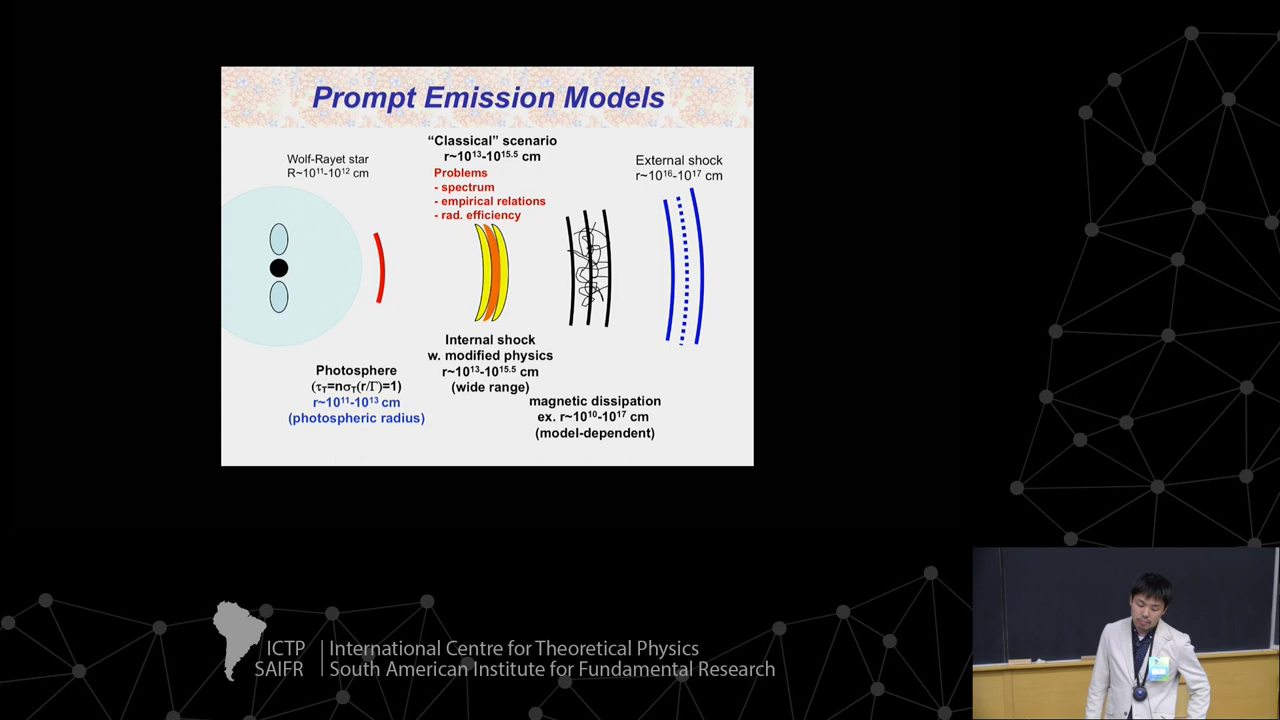 Prompt Emission Models
“Classical” scenario
r~10¹³-10¹⁵·⁵ cm
Wolf-Rayet star
R~10¹¹-10¹² cm
External shock
r~10¹⁶-10¹⁷ cm
Problems
- spectrum
- empirical relations
- rad. efficiency
Internal shock
w. modified physics
r~10¹³-10¹⁵·⁵ cm
(wide range)
Photosphere
(τT=nσT(r/Γ)=1)
r~10¹¹-10¹³ cm
(photospheric radius)
magnetic dissipation
ex. r~10¹⁰-10¹⁷ cm
(model-dependent)
ICTP
SAIFR
International Centre for Theoretical Physics
South American Institute for Fundamental Research